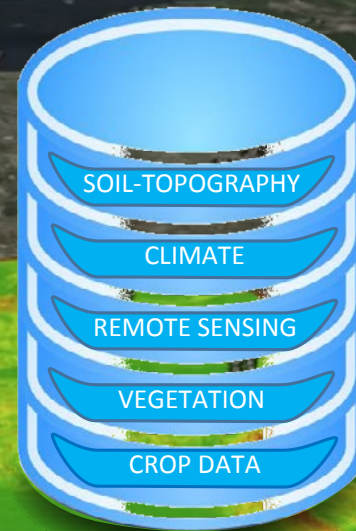 SOIL-TOPOGRAPHY
CLIMATE
REMOTE SENSING
VEGETATION
CROP DATA